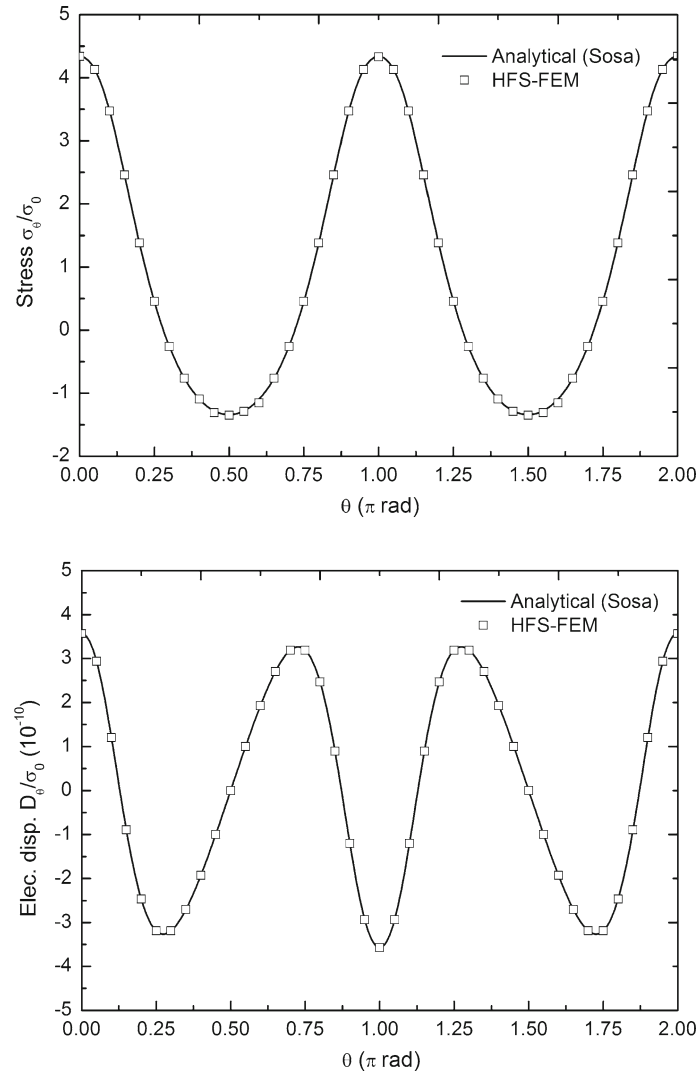 Analytical (Sosa)
HFS-FEM
Stress σθ/σ0
5
4
3
2
1
0
-1
-2
0.00 0.25 0.50 0.75 1.00 1.25 1.50 1.75 2.00
θ (π rad)
Analytical (Sosa)
HFS-FEM
Elec. disp. Dθ/σ0 (10-10)
5
4
3
2
1
0
-1
-2
-3
-4
-5
0.00 0.25 0.50 0.75 1.00 1.25 1.50 1.75 2.00
θ (π rad)